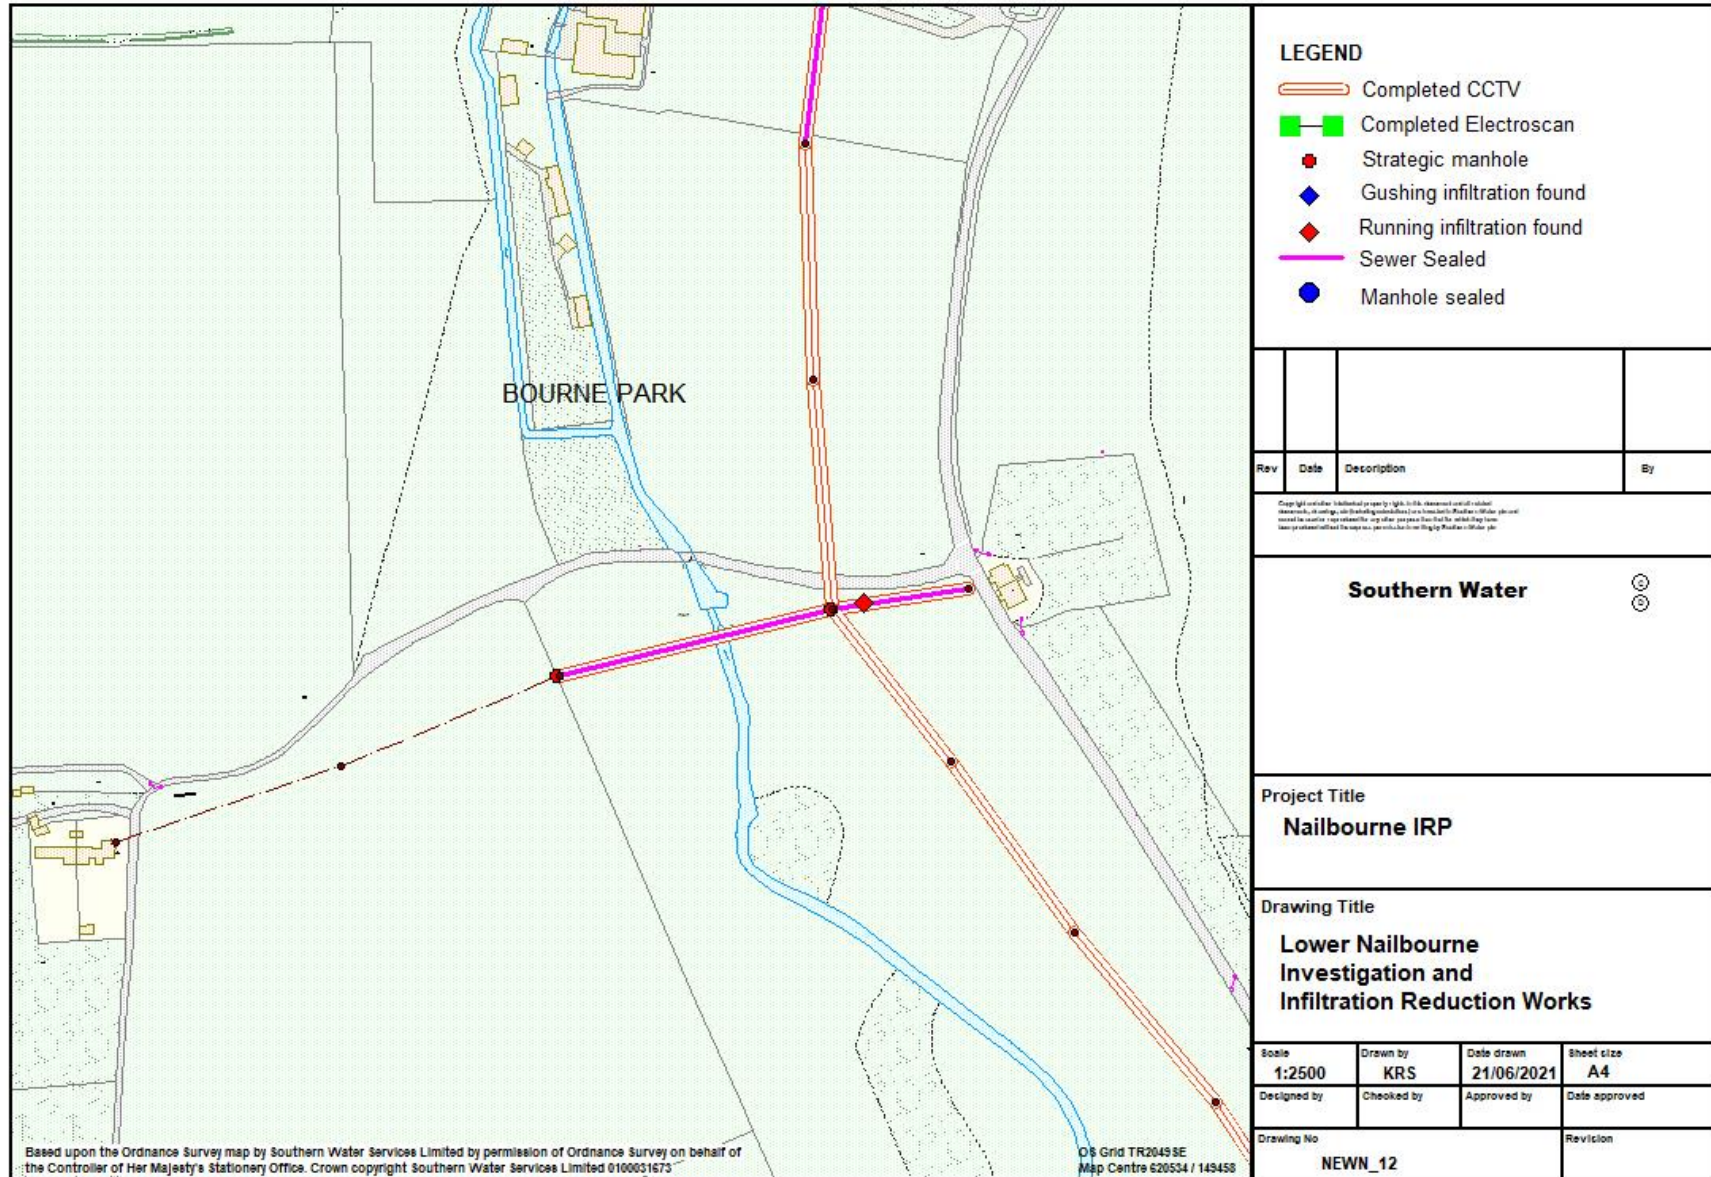 BOURNE PARK
Based upon the Ordnance Survey map by Southern Water Services Limited by permission of Ordnance Survey on behalf of
the Controller of Her Majesty's Stationery Office. Crown copyright Southern Water Services Limited 0100031673
OS Grid TR2049SE
Map Centre 620534 / 149458
LEGEND
Completed CCTV
Completed Electroscan
Strategic manhole
Gushing infiltration found
Running infiltration found
Sewer Sealed
Manhole sealed
Rev Date Description By
Southern Water
Project Title
Nailbourne IRP
Drawing Title
Lower Nailbourne
Investigation and
Infiltration Reduction Works
Scale Drawn by Date drawn Sheet size
1:2500 KRS 21/06/2021 A4
Designed by Checked by Approved by Date approved
Drawing No Revision
NEWN_12